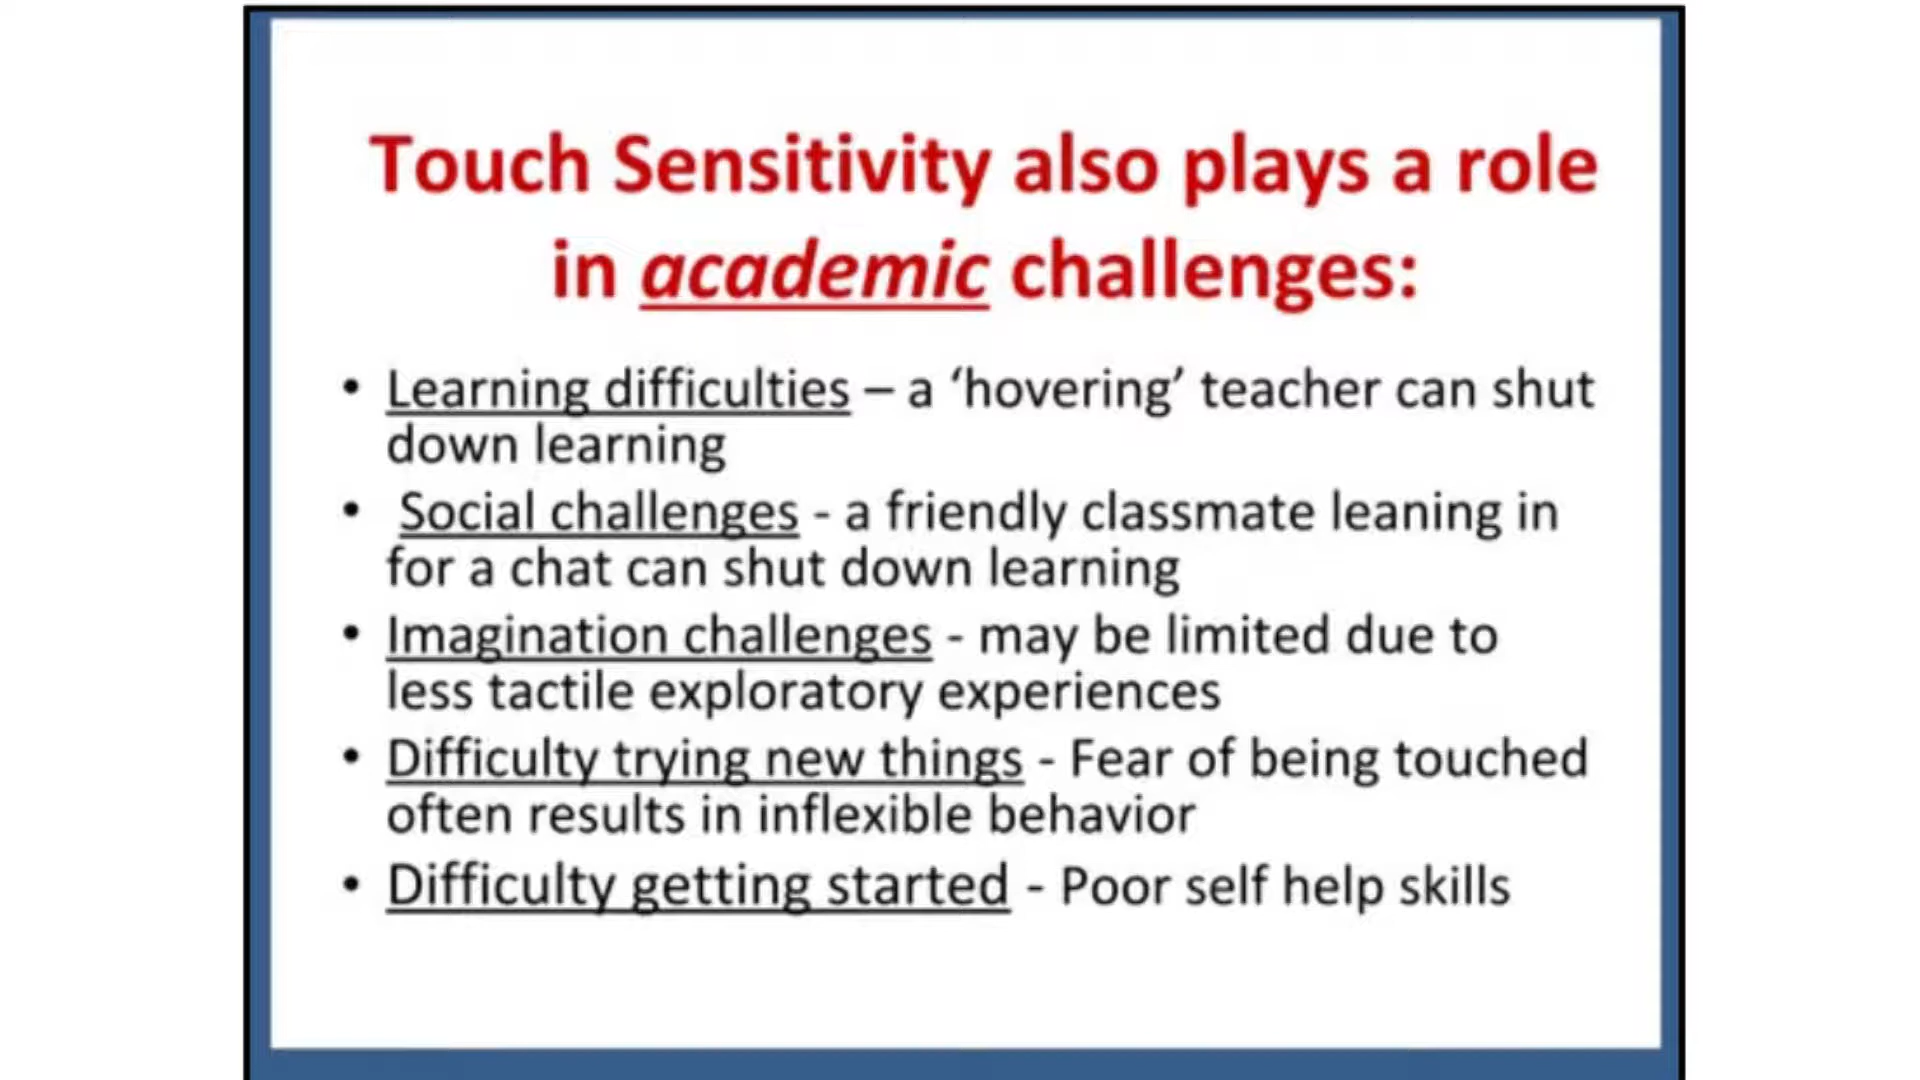 Touch Sensitivity also plays a role
in academic challenges:
• Learning difficulties – a ‘hovering’ teacher can shut
down learning
• Social challenges - a friendly classmate leaning in
for a chat can shut down learning
• Imagination challenges - may be limited due to
less tactile exploratory experiences
• Difficulty trying new things - Fear of being touched
often results in inflexible behavior
• Difficulty getting started - Poor self help skills